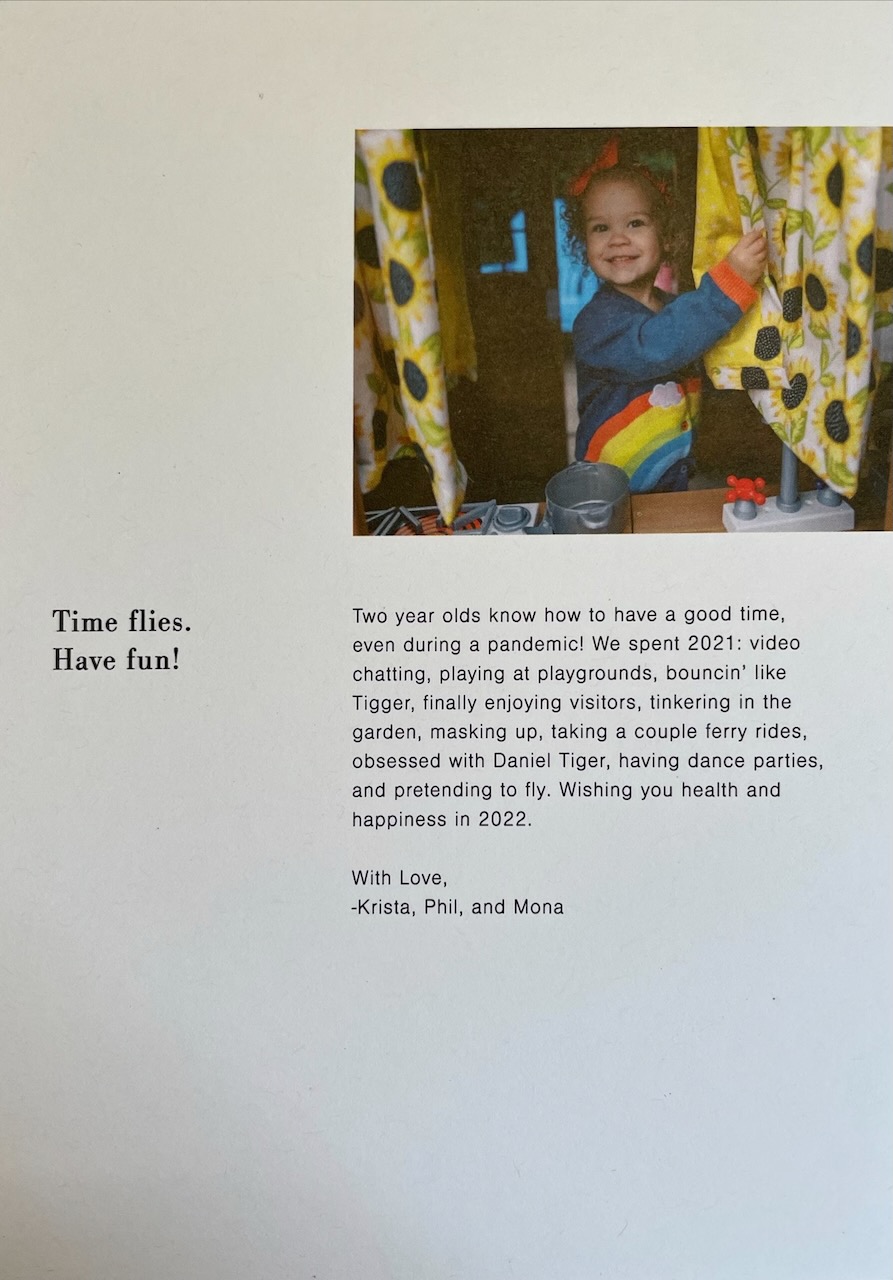 Time flies.
Have fun!
Two year olds know how to have a good time,
even during a pandemic! We spent 2021: video
chatting, playing at playgrounds, bouncin’ like
Tigger, finally enjoying visitors, tinkering in the
garden, masking up, taking a couple ferry rides,
obsessed with Daniel Tiger, having dance parties,
and pretending to fly. Wishing you health and
happiness in 2022.
With Love,
-Krista, Phil, and Mona